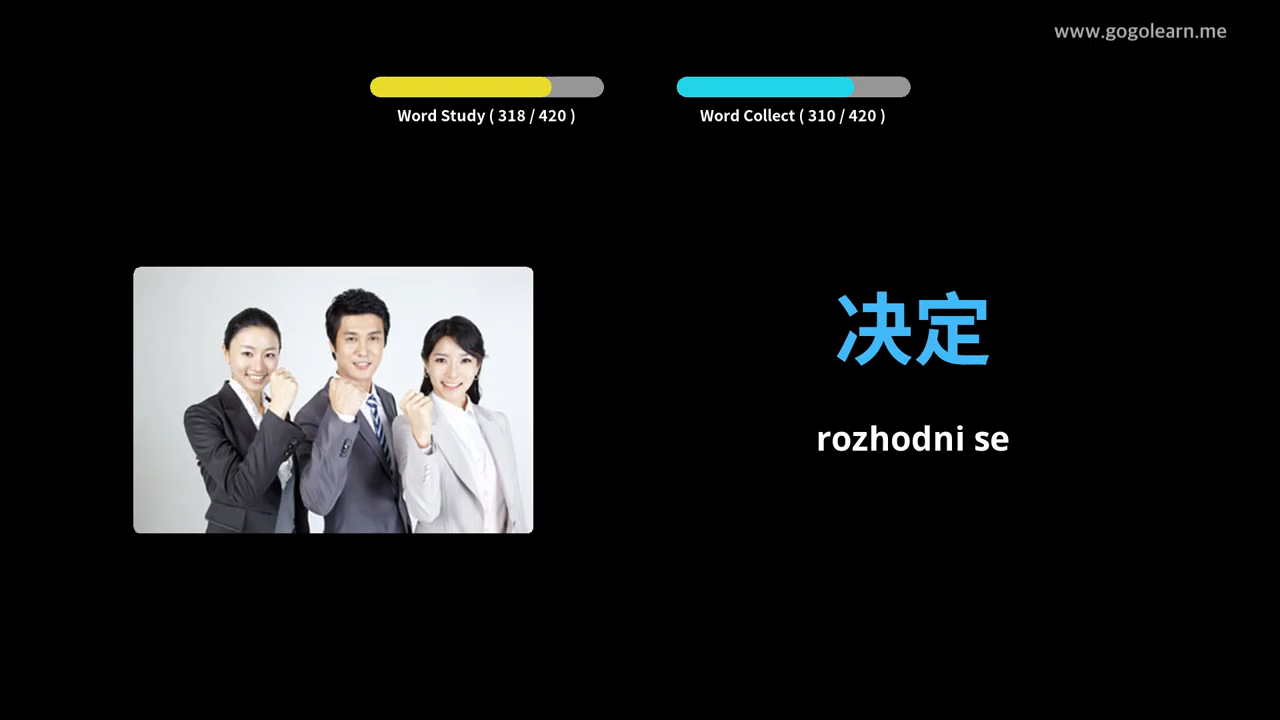 www.gogolearn.me
Word Study ( 318 / 420 )
Word Collect ( 310 / 420 )
决定
rozhodni se